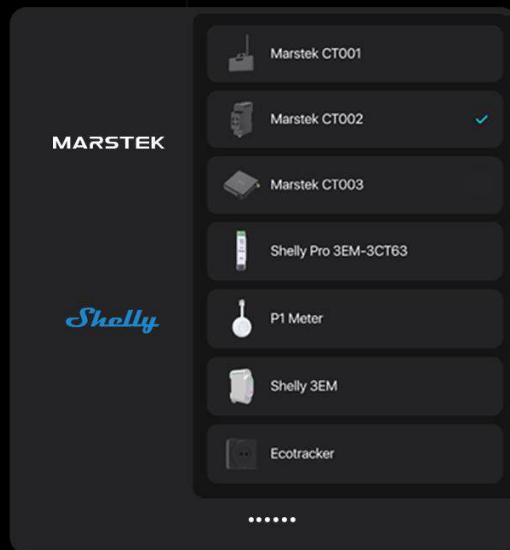 Marstek CT001
Marstek CT002
MARSTEK
Marstek CT003
Shelly Pro 3EM-3CT63
Shelly
P1 Meter
Shelly 3EM
Ecotracker
......